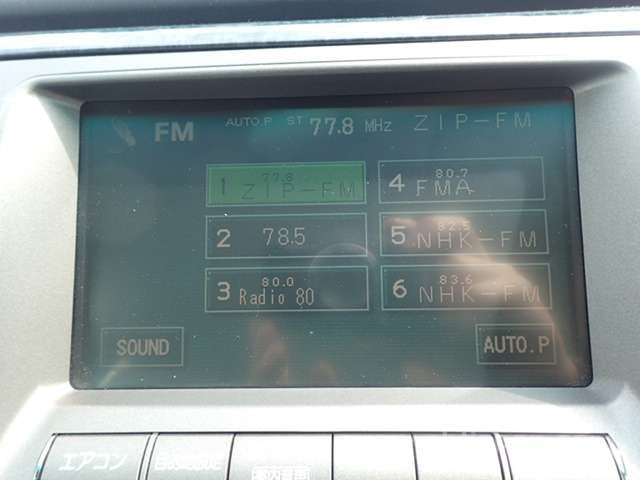 FM AUTO.P ST 77.8 MHz ZIP-FM
1 77.8 ZIP-FM
4 80.7 FMA
2 78.5
5 82.5 NHK-FM
3 80.0 Radio 80
6 83.6 NHK-FM
SOUND
AUTO.P
エアコン